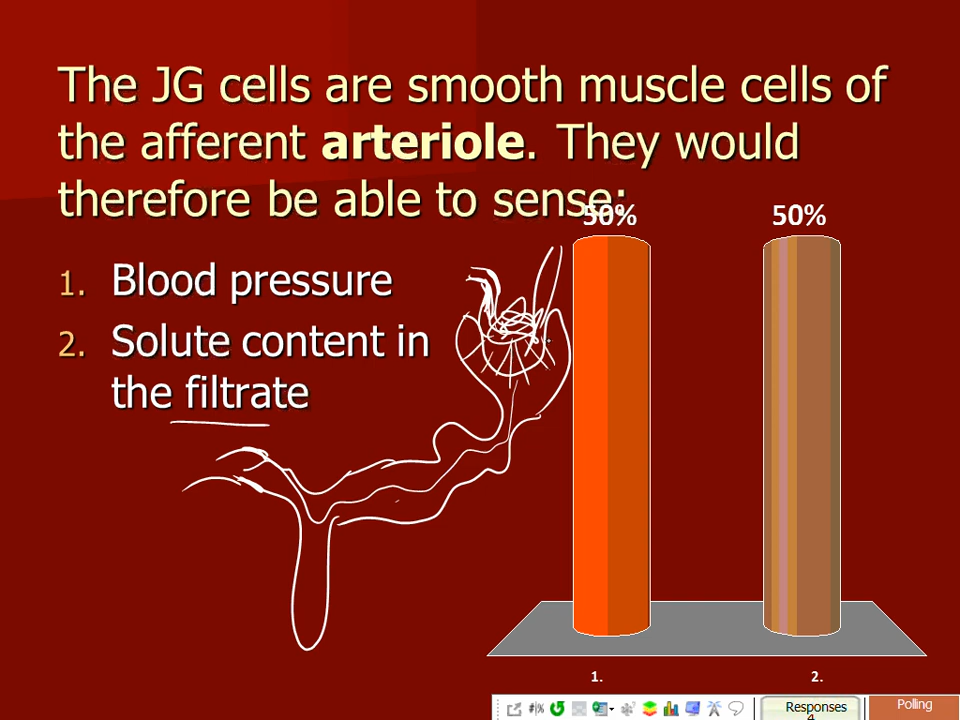 The JG cells are smooth muscle cells of
the afferent arteriole. They would
therefore be able to sense:
50%
50%
1. Blood pressure
2. Solute content in
the filtrate
1.
2.
Responses
4
Polling